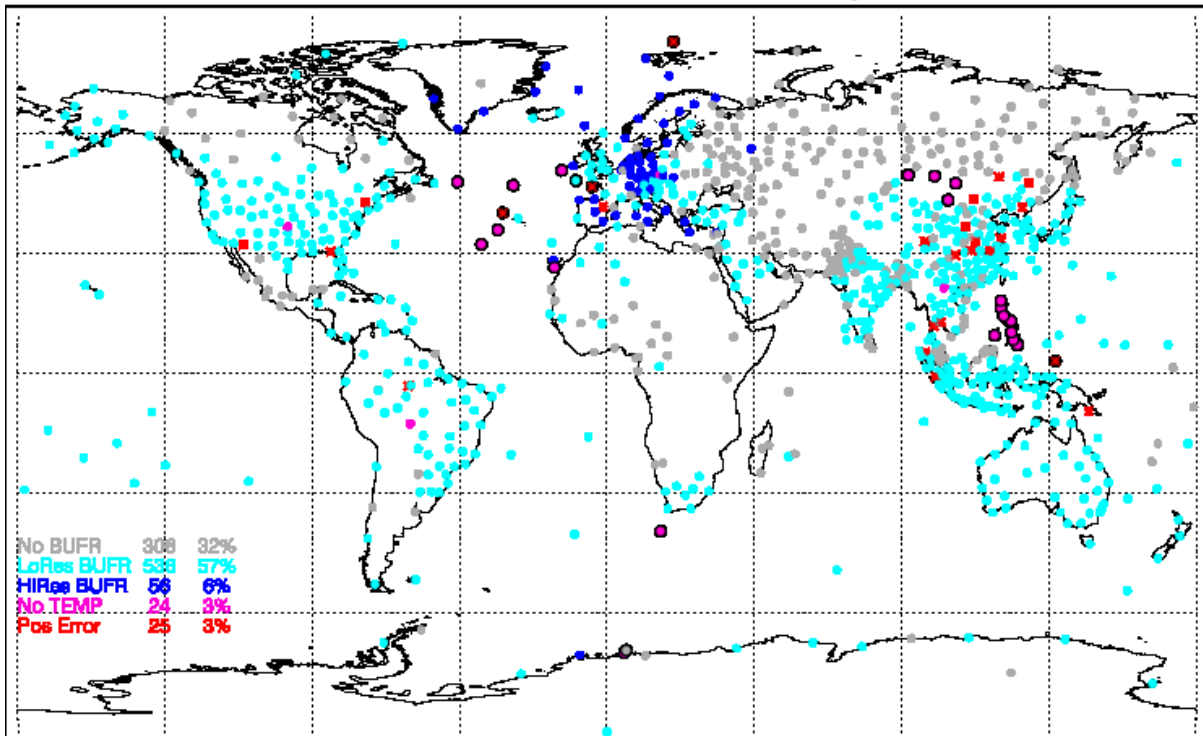 No BUFR 308 32%
LoRes BUFR 538 57%
HiRes BUFR 56 6%
No TEMP 24 3%
Pos Error 25 3%